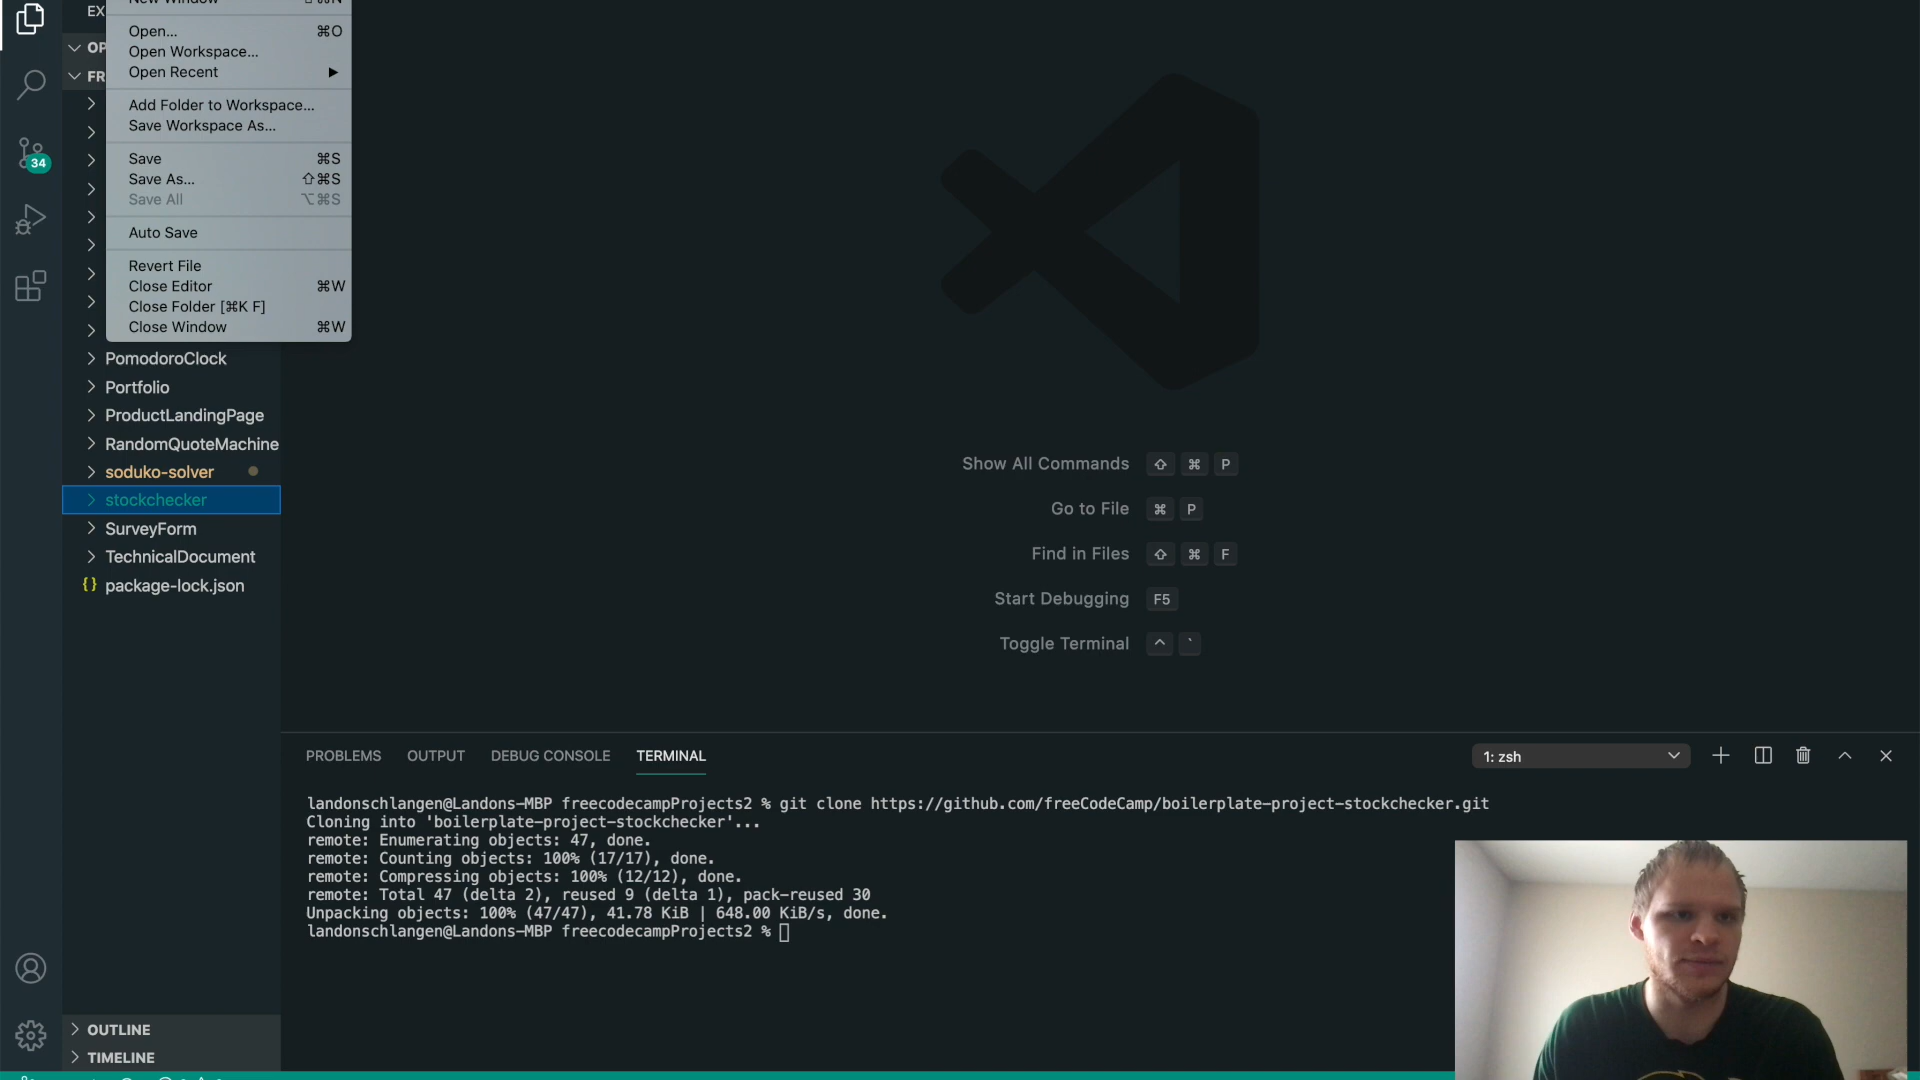 EX
New Window ⇧⌘N
OP
Open... ⌘O
Open Workspace...
Open Recent
FR
Add Folder to Workspace...
Save Workspace As...
Save ⌘S
Save As... ⇧⌘S
Save All ⌥⌘S
34
Auto Save
Revert File
Close Editor ⌘W
Close Folder [⌘K F]
Close Window ⌘W
PomodoroClock
Portfolio
ProductLandingPage
RandomQuoteMachine
soduko-solver
stockchecker
SurveyForm
TechnicalDocument
{} package-lock.json
OUTLINE
TIMELINE
Show All Commands ⇧ ⌘ P
Go to File ⌘ P
Find in Files ⇧ ⌘ F
Start Debugging F5
Toggle Terminal ^ `
PROBLEMS OUTPUT DEBUG CONSOLE TERMINAL 1: zsh
landonschlangen@Landons-MBP freecodecampProjects2 % git clone https://github.com/freeCodeCamp/boilerplate-project-stockchecker.git
Cloning into 'boilerplate-project-stockchecker'...
remote: Enumerating objects: 47, done.
remote: Counting objects: 100% (17/17), done.
remote: Compressing objects: 100% (12/12), done.
remote: Total 47 (delta 2), reused 9 (delta 1), pack-reused 30
Unpacking objects: 100% (47/47), 41.78 KiB | 648.00 KiB/s, done.
landonschlangen@Landons-MBP freecodecampProjects2 %